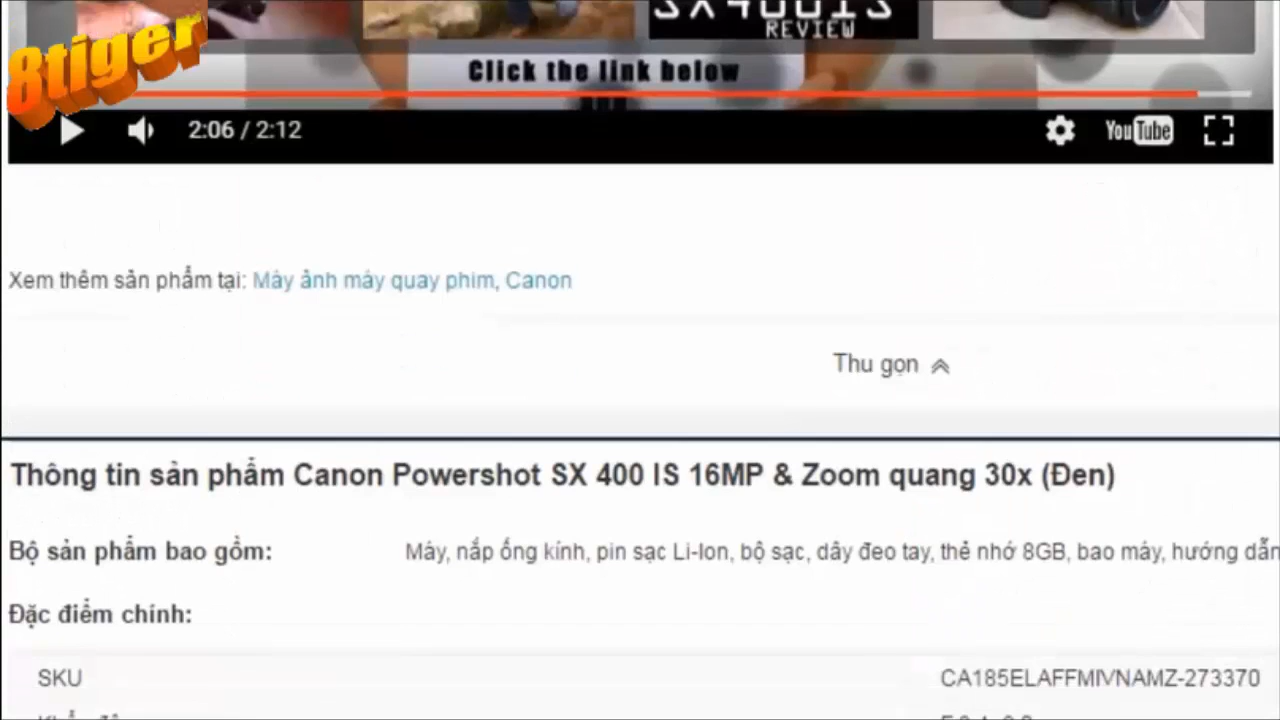 8tiger
SX400IS
REVIEW
Click the link below
2:06 / 2:12
YouTube
Xem thêm sản phẩm tại: Máy ảnh máy quay phim, Canon
Thu gọn
Thông tin sản phẩm Canon Powershot SX 400 IS 16MP & Zoom quang 30x (Đen)
Bộ sản phẩm bao gồm: Máy, nắp ống kính, pin sạc Li-Ion, bộ sạc, dây đeo tay, thẻ nhớ 8GB, bao máy, hướng dẫn
Đặc điểm chính:
SKU CA185ELAFFMIVNAMZ-273370